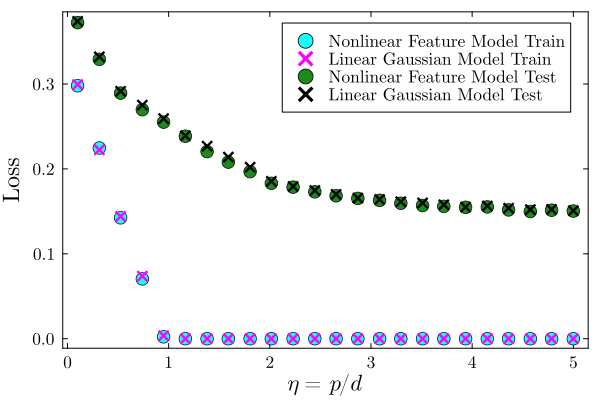 Nonlinear Feature Model Train
Linear Gaussian Model Train
Nonlinear Feature Model Test
Linear Gaussian Model Test
Loss
0.3
0.2
0.1
0.0
0 1 2 3 4 5
η = p/d